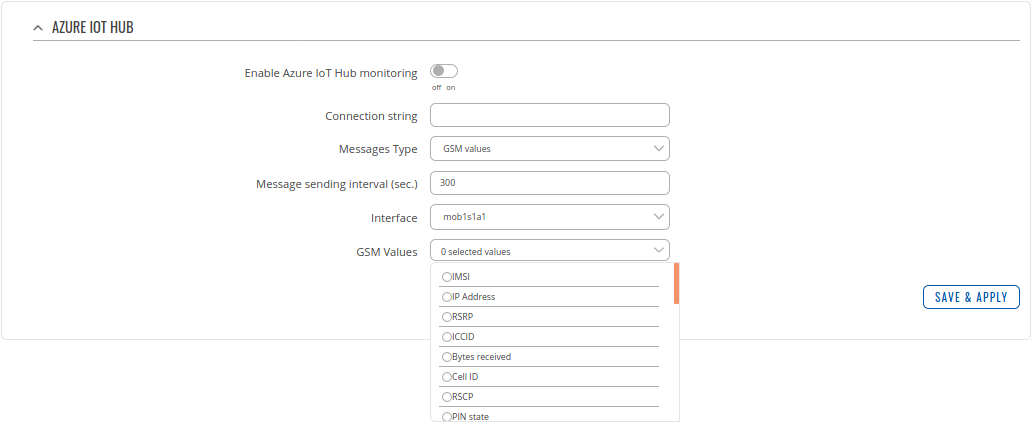 AZURE IOT HUB
Enable Azure IoT Hub monitoring
off on
Connection string
Messages Type GSM values
Message sending interval (sec.) 300
Interface mob1s1a1
GSM Values 0 selected values
IMSI
IP Address
SAVE & APPLY
RSRP
ICCID
Bytes received
Cell ID
RSCP
PIN state